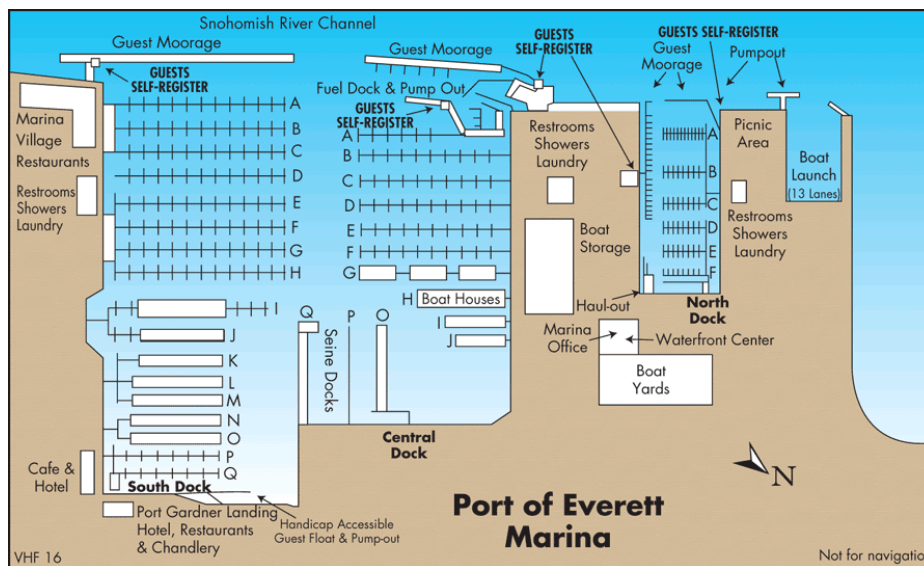 Snohomish River Channel
Guest Moorage
GUESTS
SELF-REGISTER
Marina
Village
Restaurants
Restrooms
Showers
Laundry
A
B
C
D
E
F
G
H
I
J
K
L
M
N
O
P
Q
South Dock
Cafe &
Hotel
Port Gardner Landing
Hotel, Restaurants
& Chandlery
Handicap Accessible
Guest Float & Pump-out
VHF 16
Guest Moorage
GUESTS
SELF-REGISTER
Fuel Dock & Pump Out
GUESTS
SELF-REGISTER
A
B
C
D
E
F
G
H
Boat Houses
I
J
Q
P
O
Seine Docks
Central
Dock
Restrooms
Showers
Laundry
Boat
Storage
Haul-out
Marina
Office
Waterfront Center
Boat
Yards
GUESTS SELF-REGISTER
Guest
Moorage
Pumpout
A
B
C
D
E
F
North
Dock
Picnic
Area
Restrooms
Showers
Laundry
Boat
Launch
(13 Lanes)
N
Port of Everett
Marina
Not for navigatio